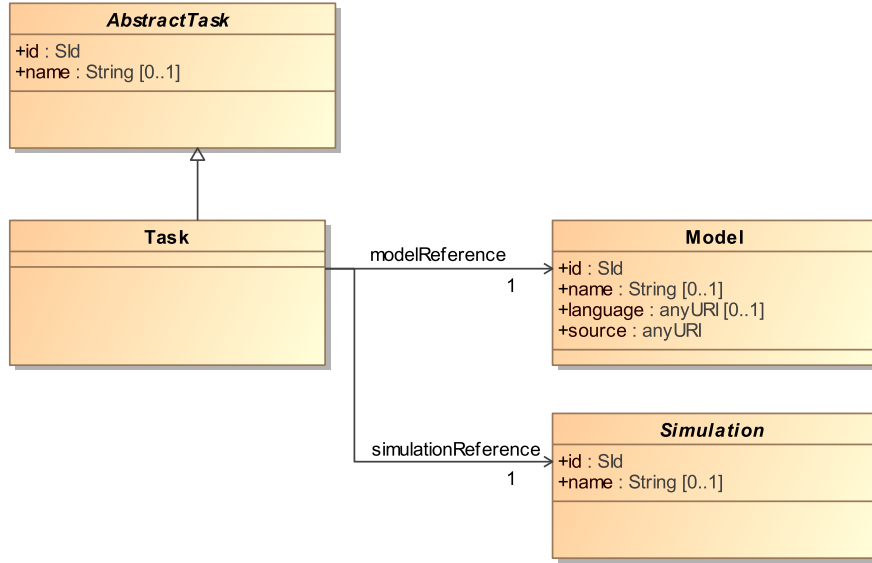 AbstractTask
+id : SId
+name : String [0..1]
Task
modelReference
1
Model
+id : SId
+name : String [0..1]
+language : anyURI [0..1]
+source : anyURI
simulationReference
1
Simulation
+id : SId
+name : String [0..1]